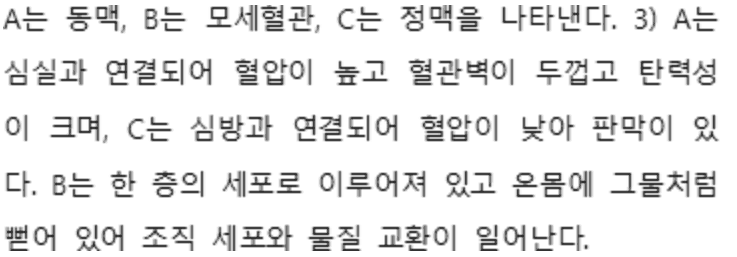 A는 동맥, B는 모세혈관, C는 정맥을 나타낸다. 3) A는
심실과 연결되어 혈압이 높고 혈관벽이 두껍고 탄력성
이 크며, C는 심방과 연결되어 혈압이 낮아 판막이 있
다. B는 한 층의 세포로 이루어져 있고 온몸에 그물처럼
뻗어 있어 조직 세포와 물질 교환이 일어난다.